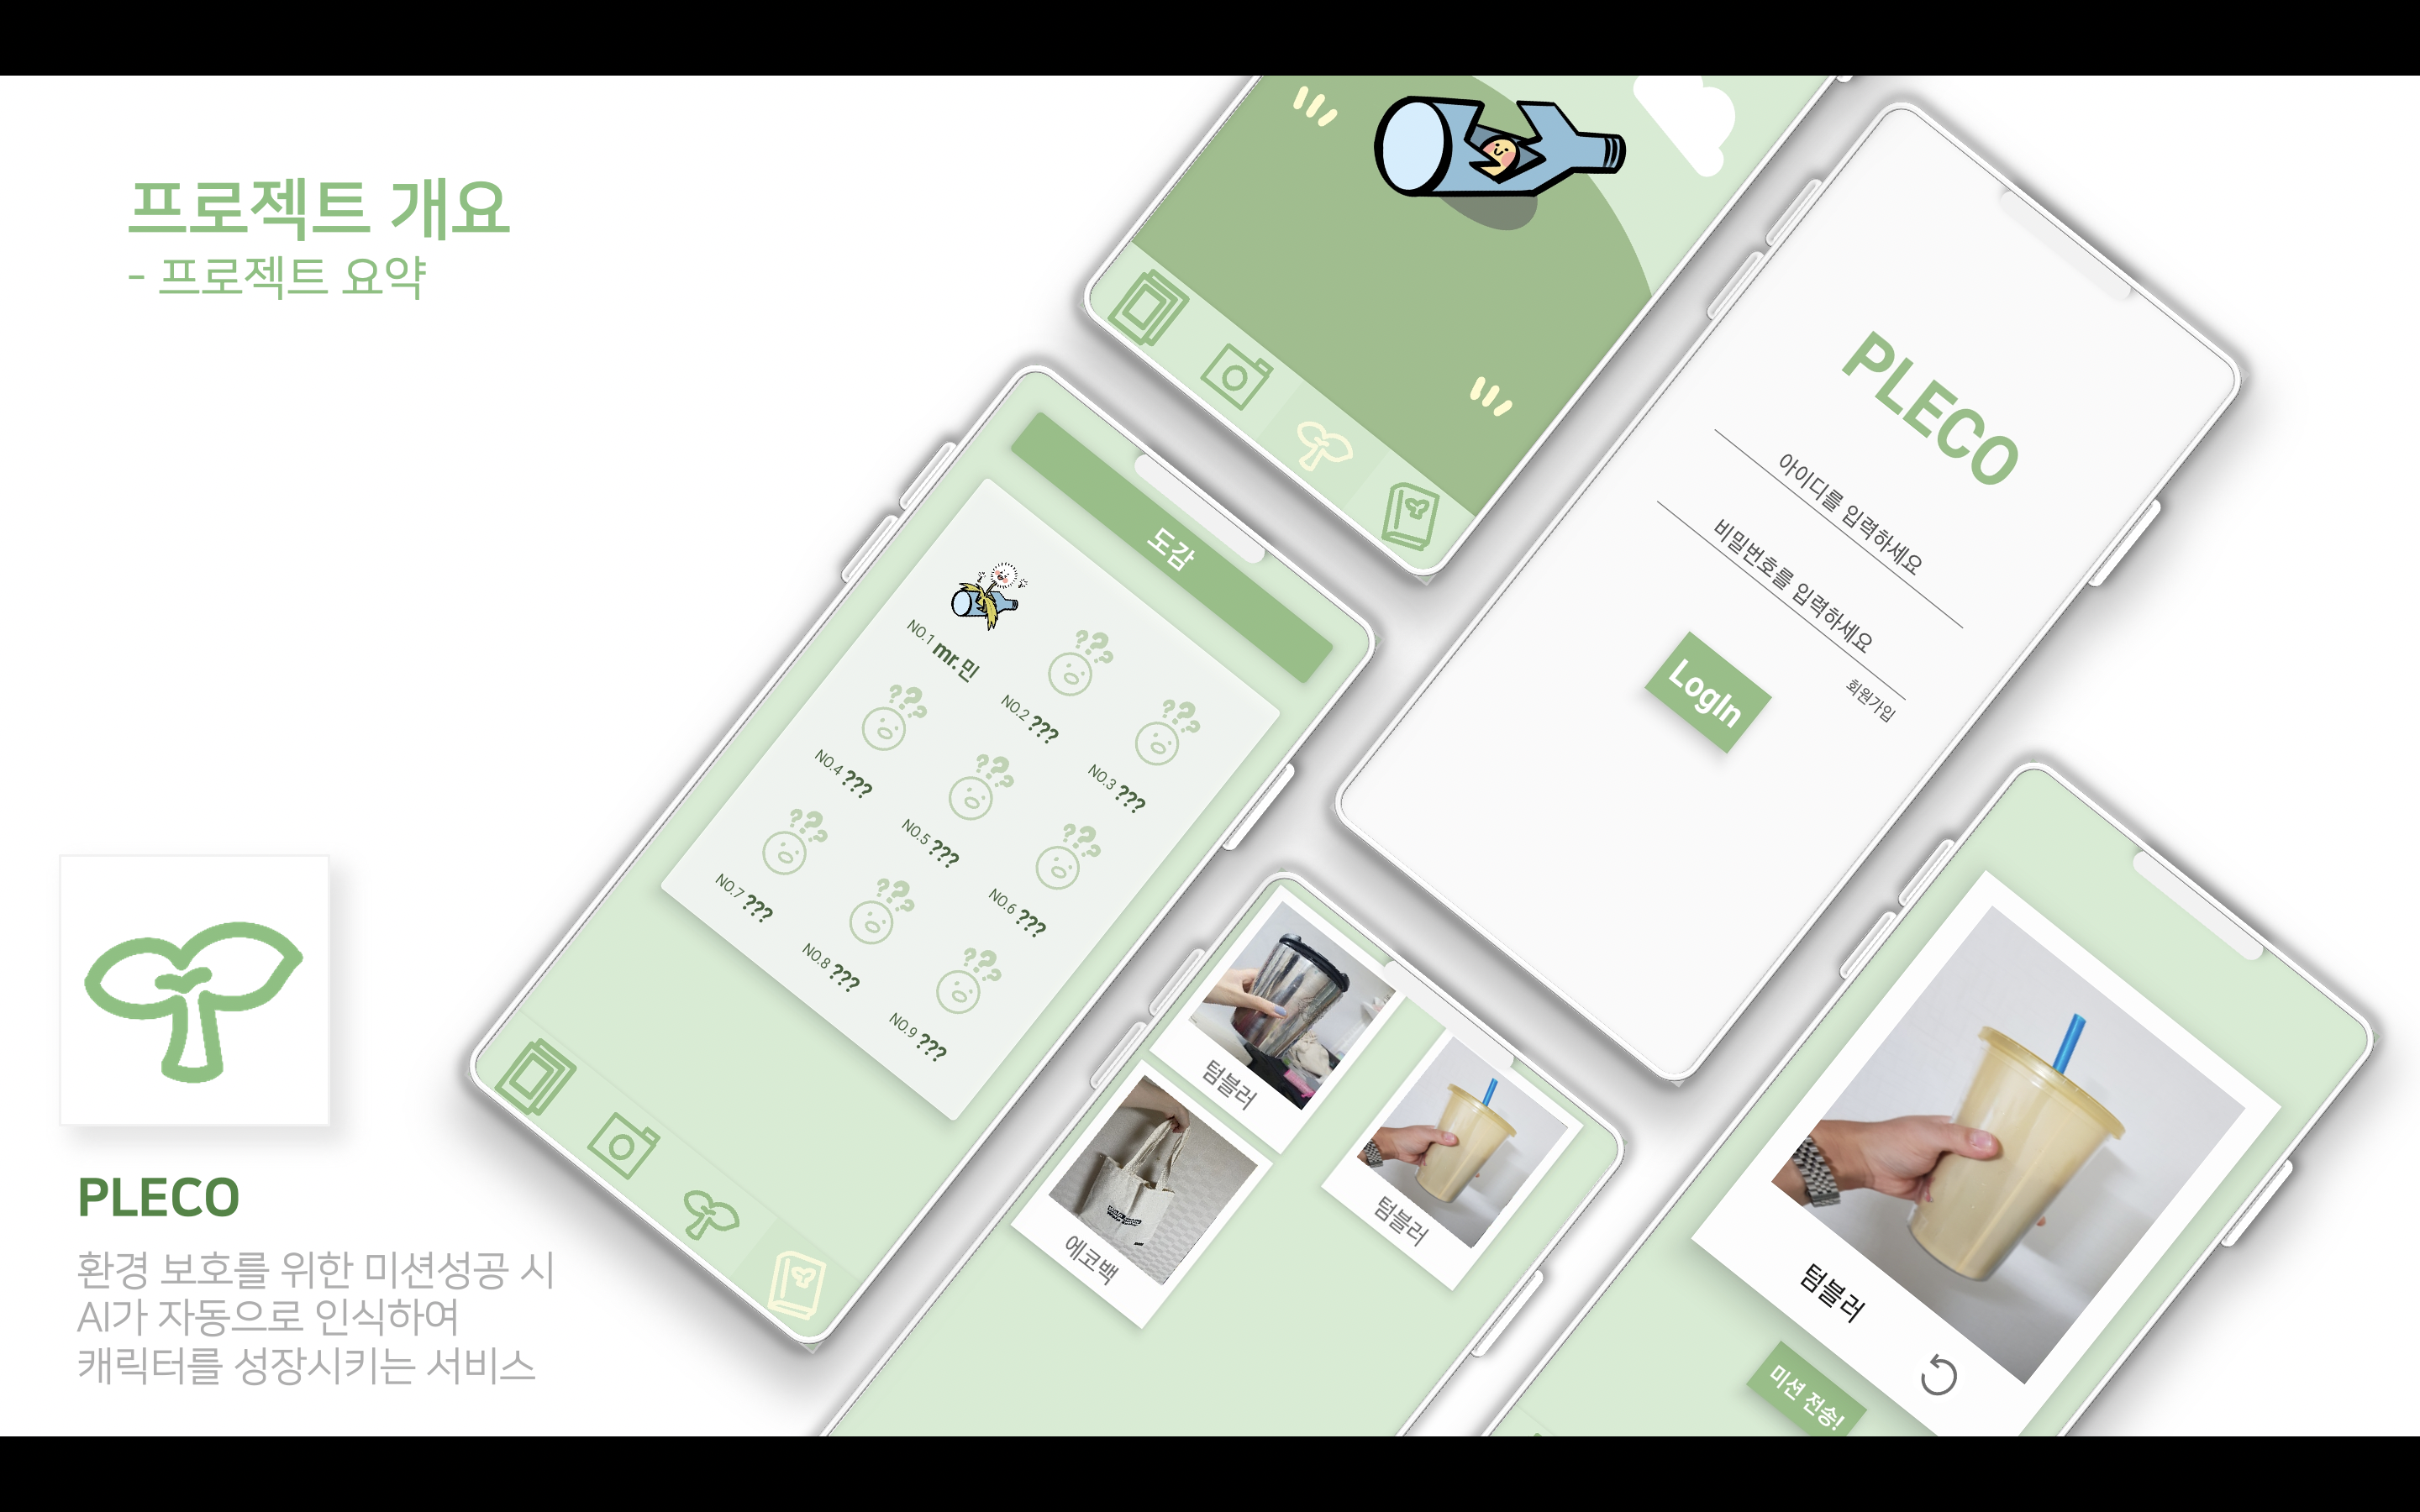 프로젝트 개요
- 프로젝트 요약
PLECO
환경 보호를 위한 미션성공 시
AI가 자동으로 인식하여
캐릭터를 성장시키는 서비스
도감
NO.1 mr.민
NO.2 ???
NO.3 ???
NO.4 ???
NO.5 ???
NO.6 ???
NO.7 ???
NO.8 ???
NO.9 ???
PLECO
아이디를 입력하세요
비밀번호를 입력하세요
회원가입
LogIn
텀블러
텀블러
에코백
텀블러
미션 전송!